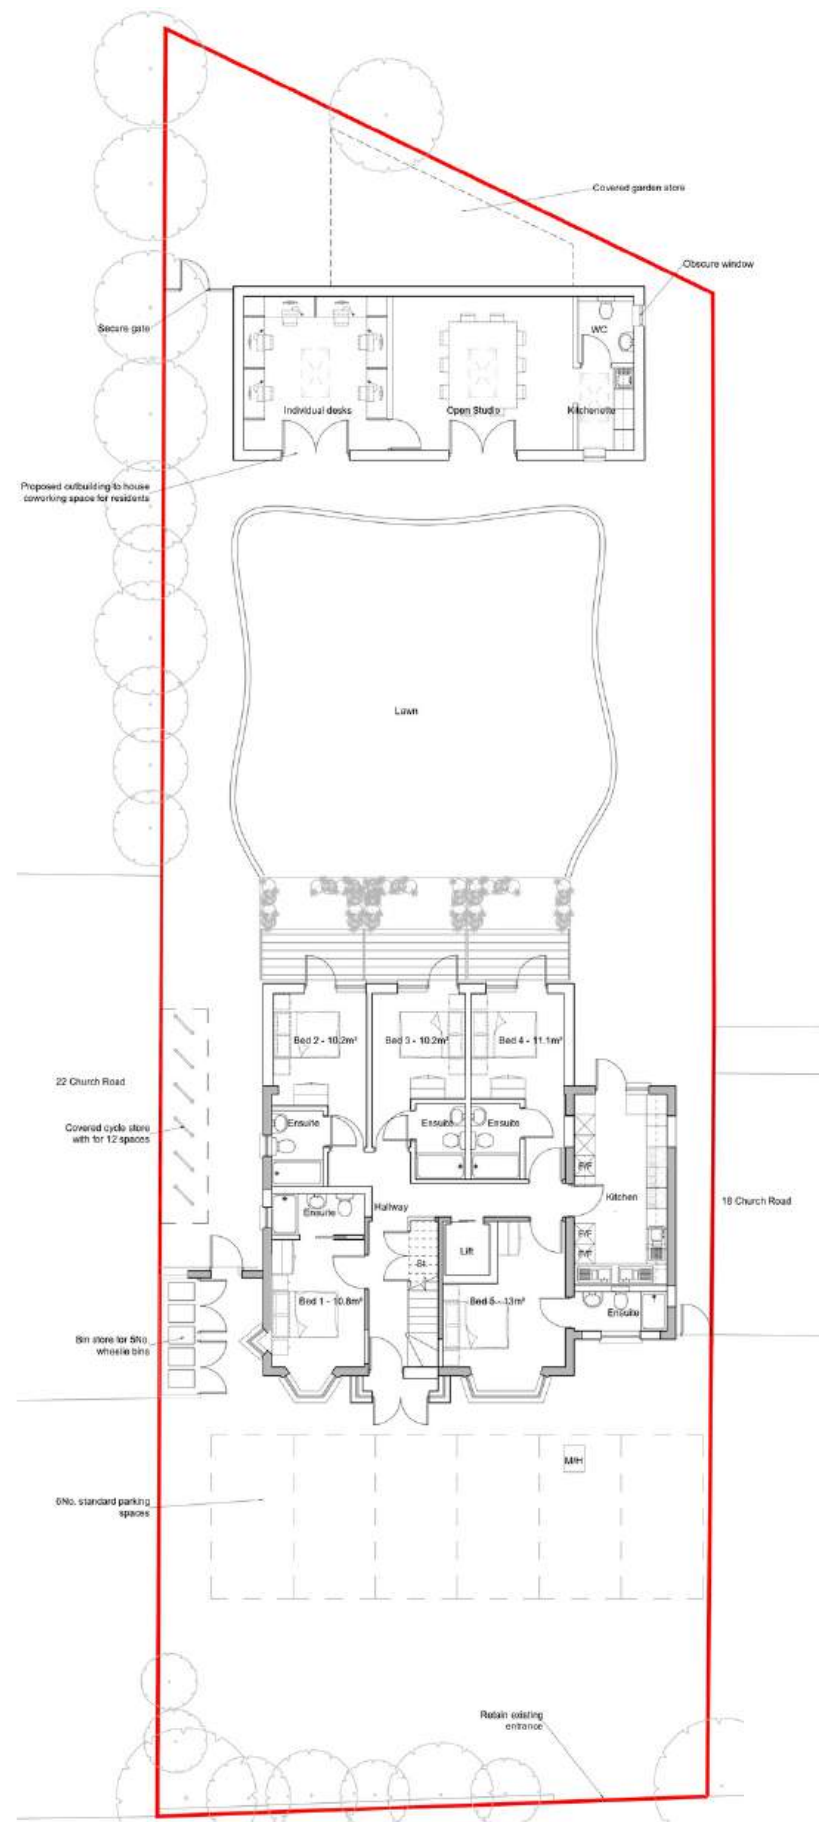 Covered garden store
Obscure window
Secure gate
WC
Individual desks
Open Studio
Kitchenette
Proposed outbuilding to house
coworking space for residents
Lawn
Bed 2 - 10.2m²
Bed 3 - 10.2m²
Bed 4 - 11.1m²
22 Church Road
Covered cycle store
with for 12 spaces
Ensuite
Ensuite
Ensuite
F/F
Kitchen
18 Church Road
Ensuite
Hallway
F/F
F/F
Lift
St.
Bed 1 - 10.8m²
Bed 5 - 13m²
Ensuite
Bin store for 5No.
wheelie bins
M/H
6No. standard parking
spaces
Retain existing
entrance